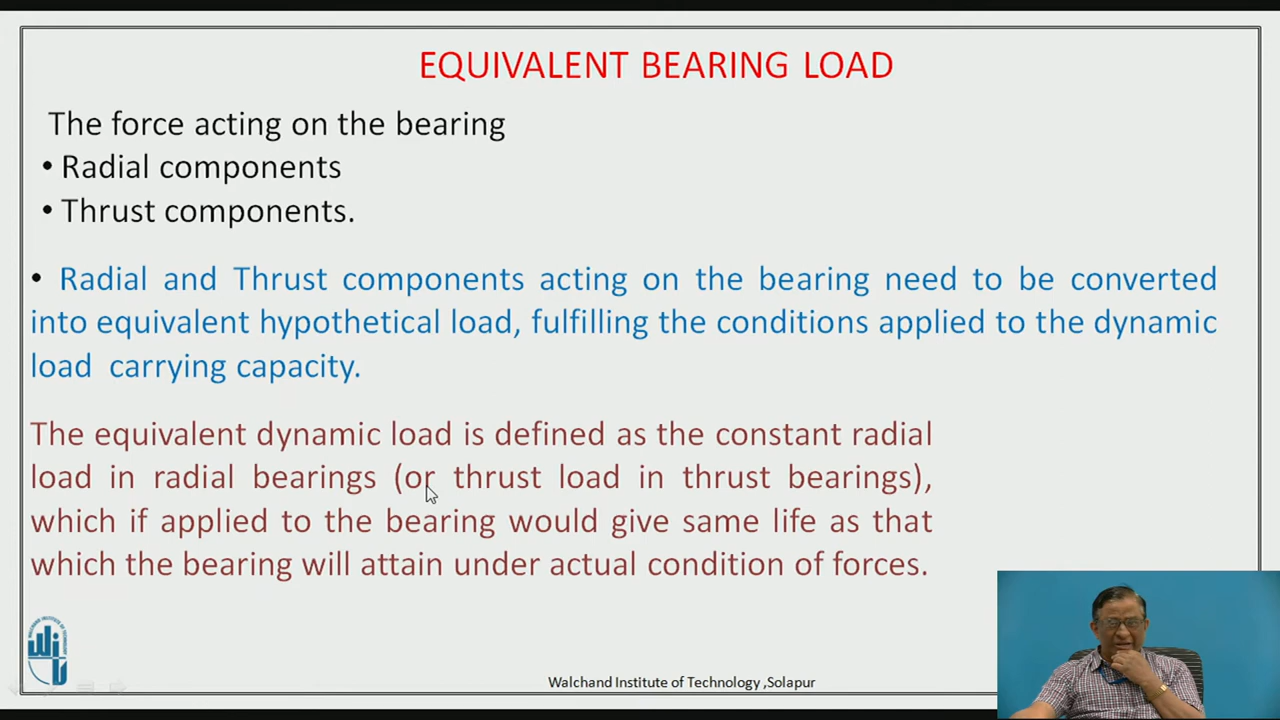 EQUIVALENT BEARING LOAD
The force acting on the bearing
• Radial components
• Thrust components.
• Radial and Thrust components acting on the bearing need to be converted
into equivalent hypothetical load, fulfilling the conditions applied to the dynamic
load carrying capacity.
The equivalent dynamic load is defined as the constant radial
load in radial bearings (or thrust load in thrust bearings),
which if applied to the bearing would give same life as that
which the bearing will attain under actual condition of forces.
Walchand Institute of Technology ,Solapur